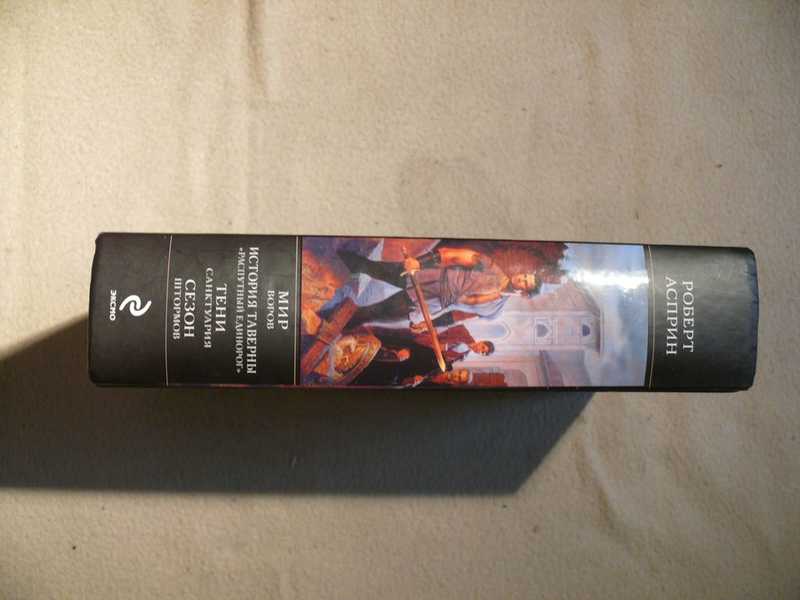 РОБЕРТ
АСПРИН
МИР
ВОРОВ
ИСТОРИЯ ТАВЕРНЫ
«РАСПУТНЫЙ ЕДИНОРОГ»
ТЕНИ
САНКТУАРИЯ
СЕЗОН
ШТОРМОВ
ЭКСМО